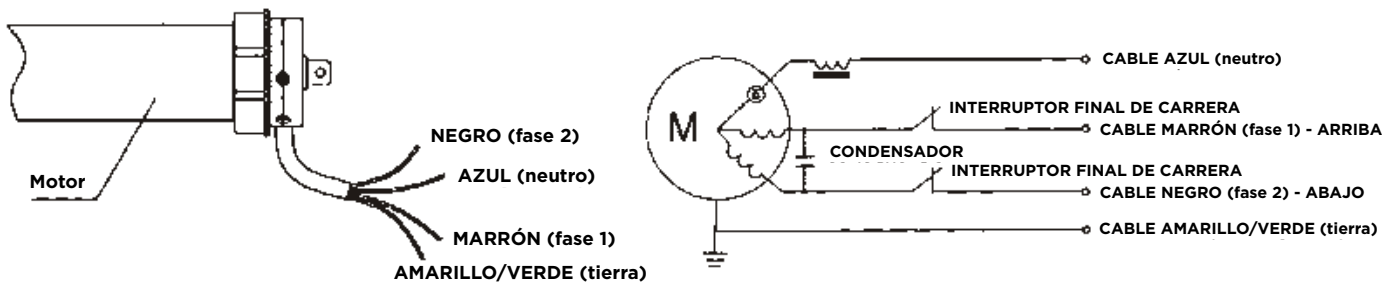 Motor
NEGRO (fase 2)
AZUL (neutro)
MARRÓN (fase 1)
AMARILLO/VERDE (tierra)
M
CABLE AZUL (neutro)
INTERRUPTOR FINAL DE CARRERA
CABLE MARRÓN (fase 1) - ARRIBA
CONDENSADOR
INTERRUPTOR FINAL DE CARRERA
CABLE NEGRO (fase 2) - ABAJO
CABLE AMARILLO/VERDE (tierra)